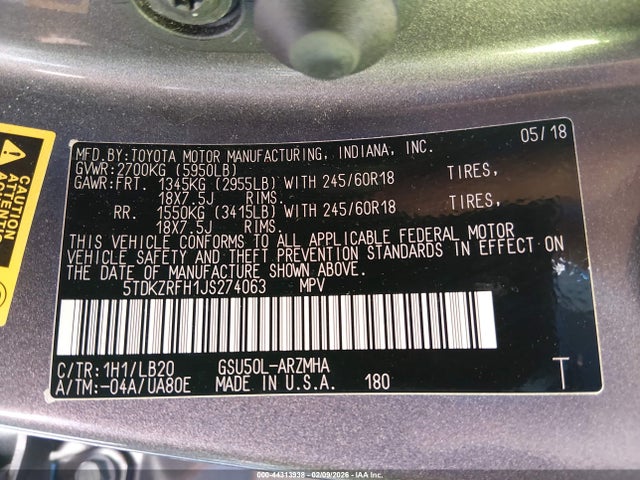 MFD.BY:TOYOTA MOTOR MANUFACTURING, INDIANA, INC. 05/18
GVWR:2700KG (5950LB)
GAWR:FRT. 1345KG (2955LB) WITH 245/60R18 TIRES,
18X7.5J RIMS.
RR. 1550KG (3415LB) WITH 245/60R18 TIRES,
18X7.5J RIMS.
THIS VEHICLE CONFORMS TO ALL APPLICABLE FEDERAL MOTOR
VEHICLE SAFETY AND THEFT PREVENTION STANDARDS IN EFFECT ON
THE DATE OF MANUFACTURE SHOWN ABOVE.
5TDKZRFH1JS274063 MPV
C/TR:1H1/LB20 GSU50L-ARZMHA
A/TM:-04A/UA80E MADE IN U.S.A. 180 T
CAUTION
000-44313938 - 02/09/2026 - IAA Inc.